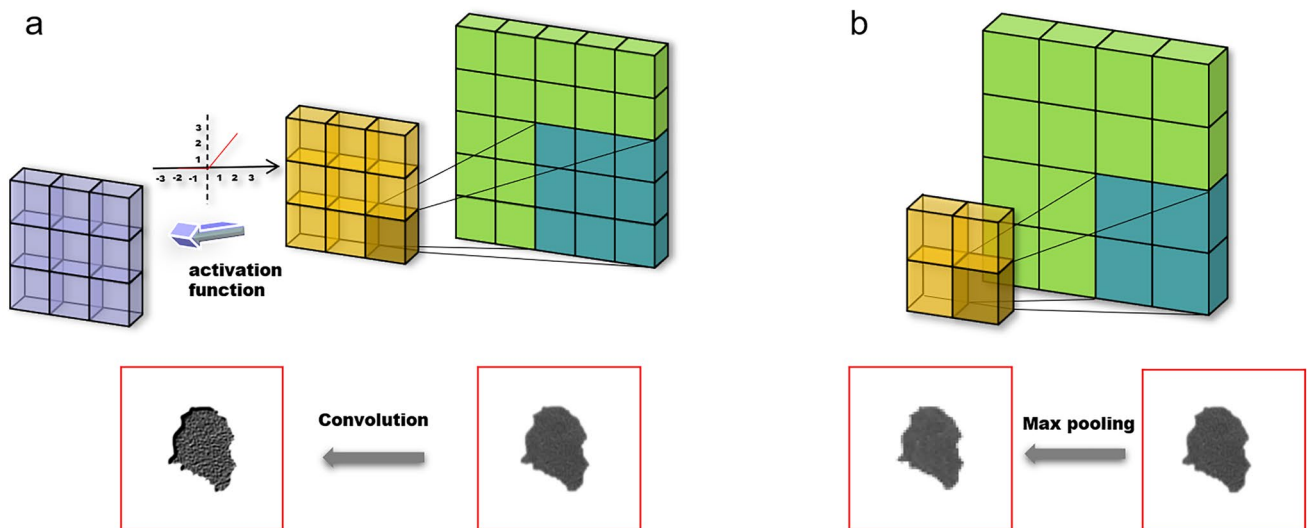 a
b
3
2
1
-3 -2 -1 1 2 3
activation
function
Convolution
Max pooling